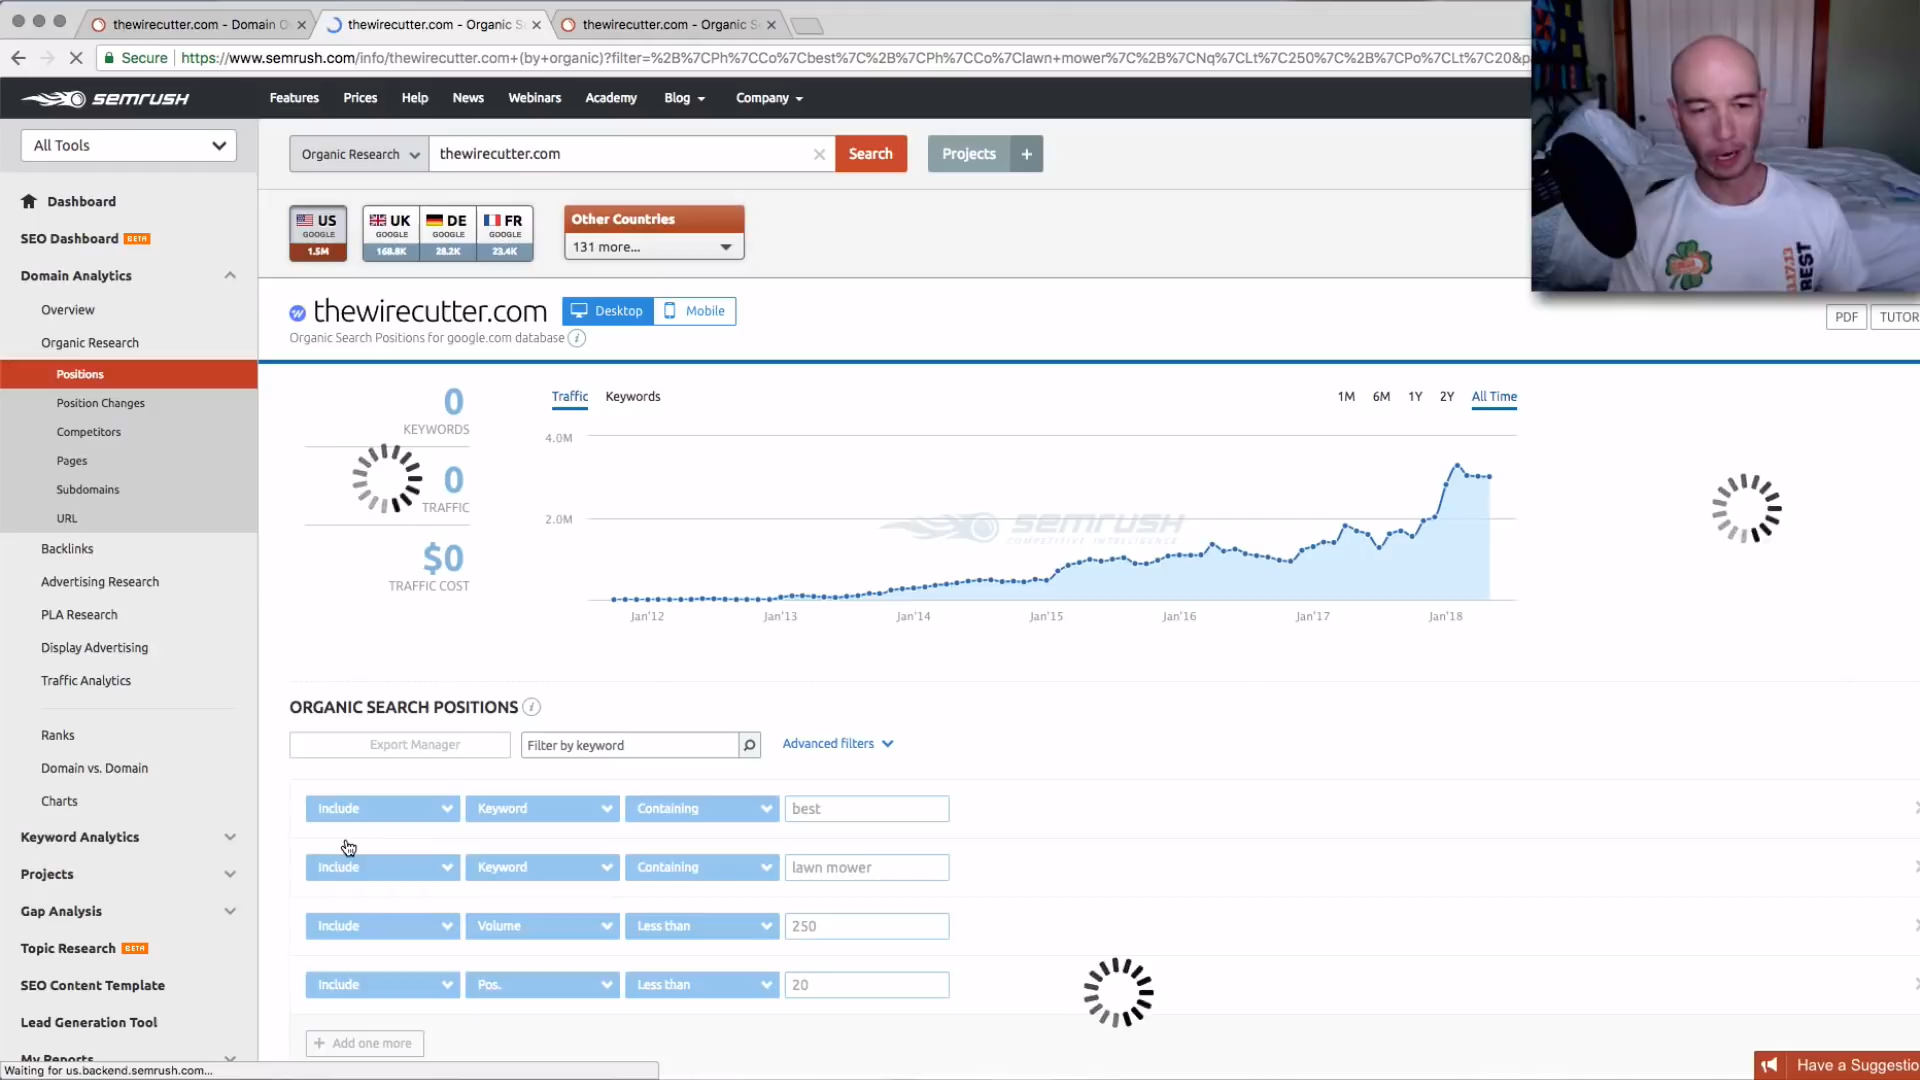 thewirecutter.com - Domain O
thewirecutter.com - Organic S
thewirecutter.com - Organic S
Secure
https://www.semrush.com/info/thewirecutter.com+(by+organic)?filter=%2B%7CPh%7CCo%7Cbest%7C%2B%7CPh%7CCo%7Clawn+mower%7C%2B%7CNq%7CLt%7C250%7C%2B%7CPo%7CLt%7C20&p
SEMRUSH
Features
Prices
Help
News
Webinars
Academy
Blog
Company
All Tools
Organic Research
thewirecutter.com
Search
Projects
+
Dashboard
SEO Dashboard BETA
Domain Analytics
Overview
Organic Research
Positions
Position Changes
Competitors
Pages
Subdomains
URL
Backlinks
Advertising Research
PLA Research
Display Advertising
Traffic Analytics
Ranks
Domain vs. Domain
Charts
Keyword Analytics
Projects
Gap Analysis
Topic Research BETA
SEO Content Template
Lead Generation Tool
My Reports
US
GOOGLE
1.5M
UK
GOOGLE
168.8K
DE
GOOGLE
28.2K
FR
GOOGLE
23.4K
Other Countries
131 more...
thewirecutter.com
Desktop
Mobile
Organic Search Positions for google.com database
PDF
TUTOR
0
KEYWORDS
0
TRAFFIC
$0
TRAFFIC COST
Traffic
Keywords
1M
6M
1Y
2Y
All Time
4.0M
2.0M
SEMRUSH
COMPETITIVE INTELLIGENCE
Jan'12
Jan'13
Jan'14
Jan'15
Jan'16
Jan'17
Jan'18
ORGANIC SEARCH POSITIONS
Export Manager
Filter by keyword
Advanced filters
Include Keyword Containing best
Include Keyword Containing lawn mower
Include Volume Less than 250
Include Pos. Less than 20
+ Add one more
Waiting for us.backend.semrush.com...
Have a Suggestio